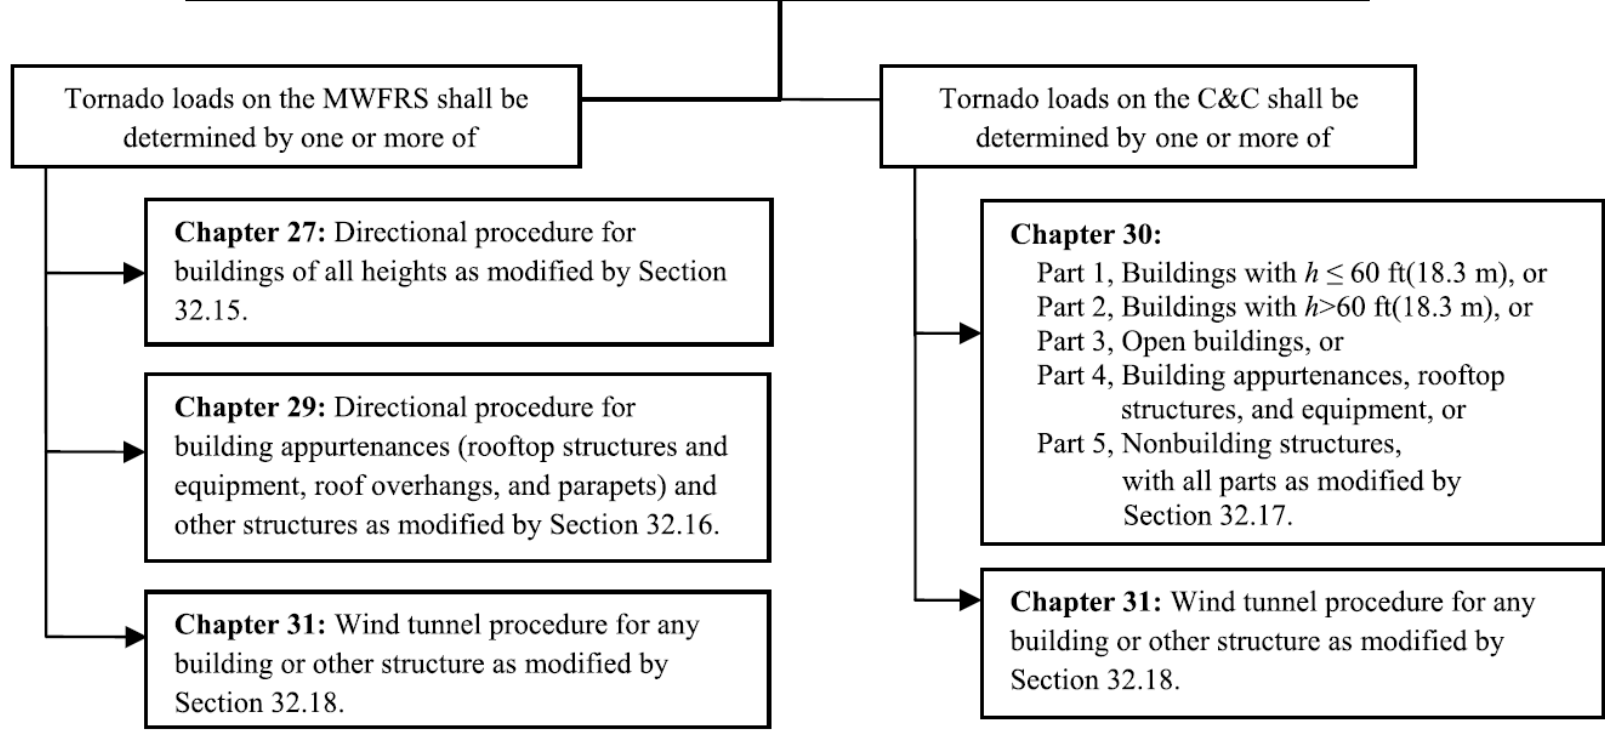 Tornado loads on the MWFRS shall be
determined by one or more of
Chapter 27: Directional procedure for
buildings of all heights as modified by Section
32.15.
Chapter 29: Directional procedure for
building appurtenances (rooftop structures and
equipment, roof overhangs, and parapets) and
other structures as modified by Section 32.16.
Chapter 31: Wind tunnel procedure for any
building or other structure as modified by
Section 32.18.
Tornado loads on the C&C shall be
determined by one or more of
Chapter 30:
Part 1, Buildings with h ≤ 60 ft(18.3 m), or
Part 2, Buildings with h>60 ft(18.3 m), or
Part 3, Open buildings, or
Part 4, Building appurtenances, rooftop
structures, and equipment, or
Part 5, Nonbuilding structures,
with all parts as modified by
Section 32.17.
Chapter 31: Wind tunnel procedure for any
building or other structure as modified by
Section 32.18.